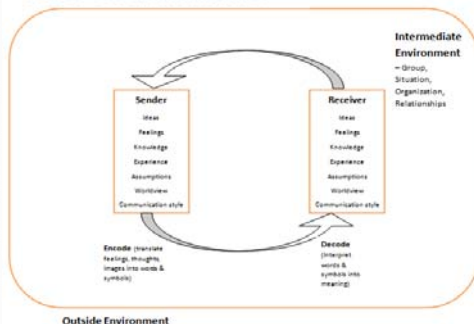 Intermediate
Environment
– Group,
Situation,
Organization,
Relationships
Sender
Ideas
Feelings
Knowledge
Experience
Assumptions
Worldview
Communication style
Receiver
Ideas
Feelings
Knowledge
Experience
Assumptions
Worldview
Communication style
Encode (translate
feelings, thoughts,
images into words &
symbols)
Decode
(interpret
words &
symbols into
meaning)
Outside Environment